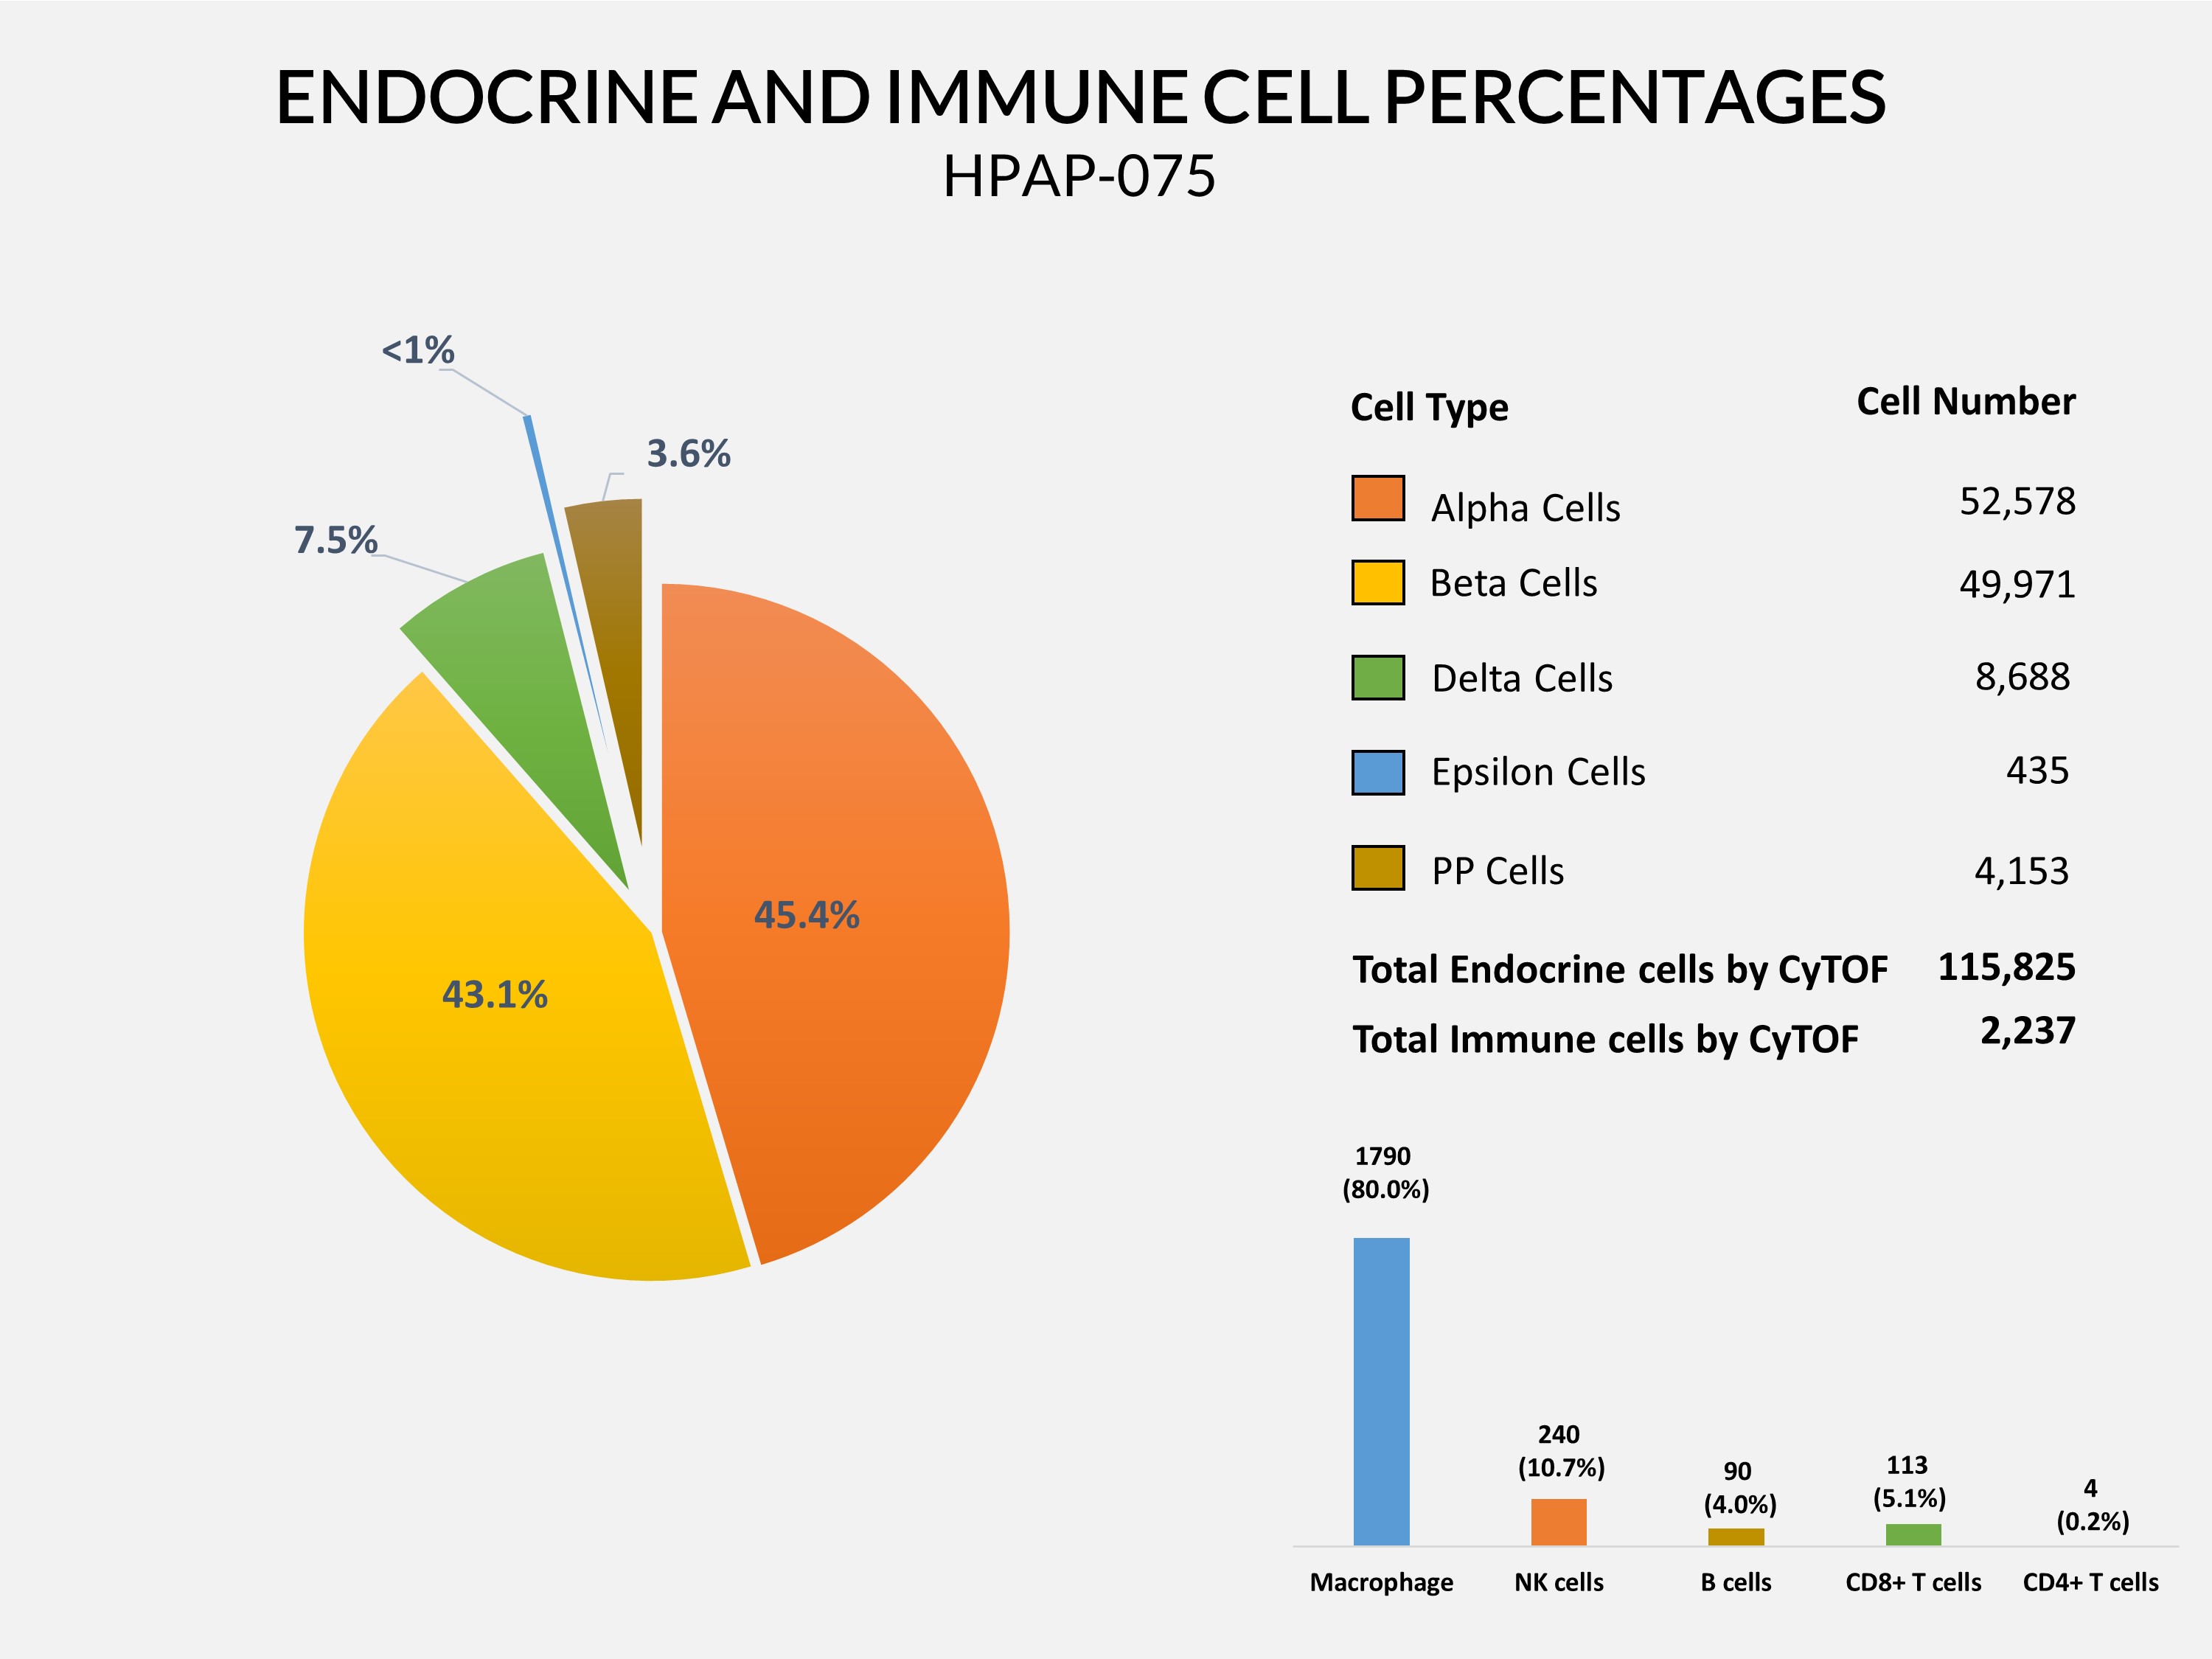 ENDOCRINE AND IMMUNE CELL PERCENTAGES
HPAP-075
<1%
3.6%
7.5%
45.4%
43.1%
Cell Type Cell Number
Alpha Cells 52,578
Beta Cells 49,971
Delta Cells 8,688
Epsilon Cells 435
PP Cells 4,153
Total Endocrine cells by CyTOF 115,825
Total Immune cells by CyTOF 2,237
1790
(80.0%)
240
(10.7%)
90
(4.0%)
113
(5.1%)
4
(0.2%)
Macrophage NK cells B cells CD8+ T cells CD4+ T cells